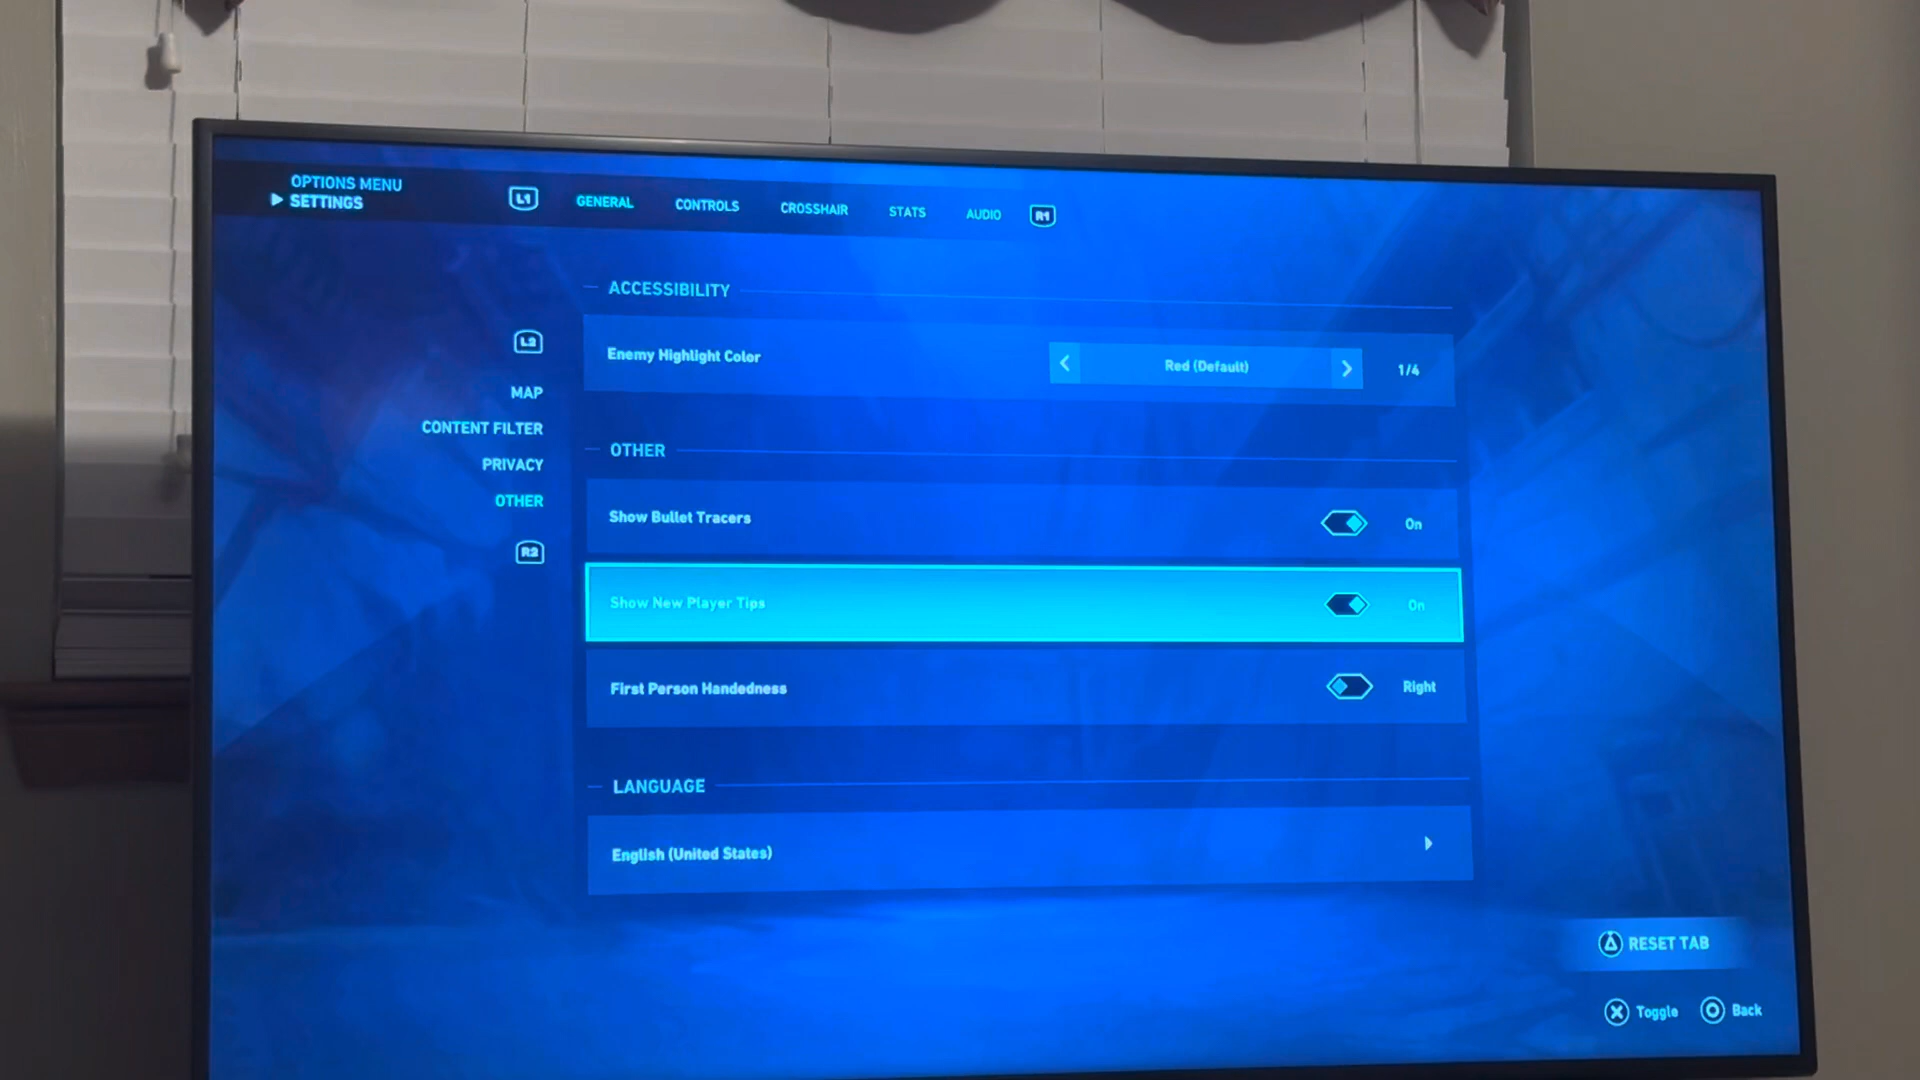 OPTIONS MENU
SETTINGS
L1 GENERAL CONTROLS CROSSHAIR STATS AUDIO R1
L2
MAP
CONTENT FILTER
PRIVACY
OTHER
R2
ACCESSIBILITY
Enemy Highlight Color Red (Default) 1/4
OTHER
Show Bullet Tracers On
Show New Player Tips On
First Person Handedness Right
LANGUAGE
English (United States)
RESET TAB
Toggle Back